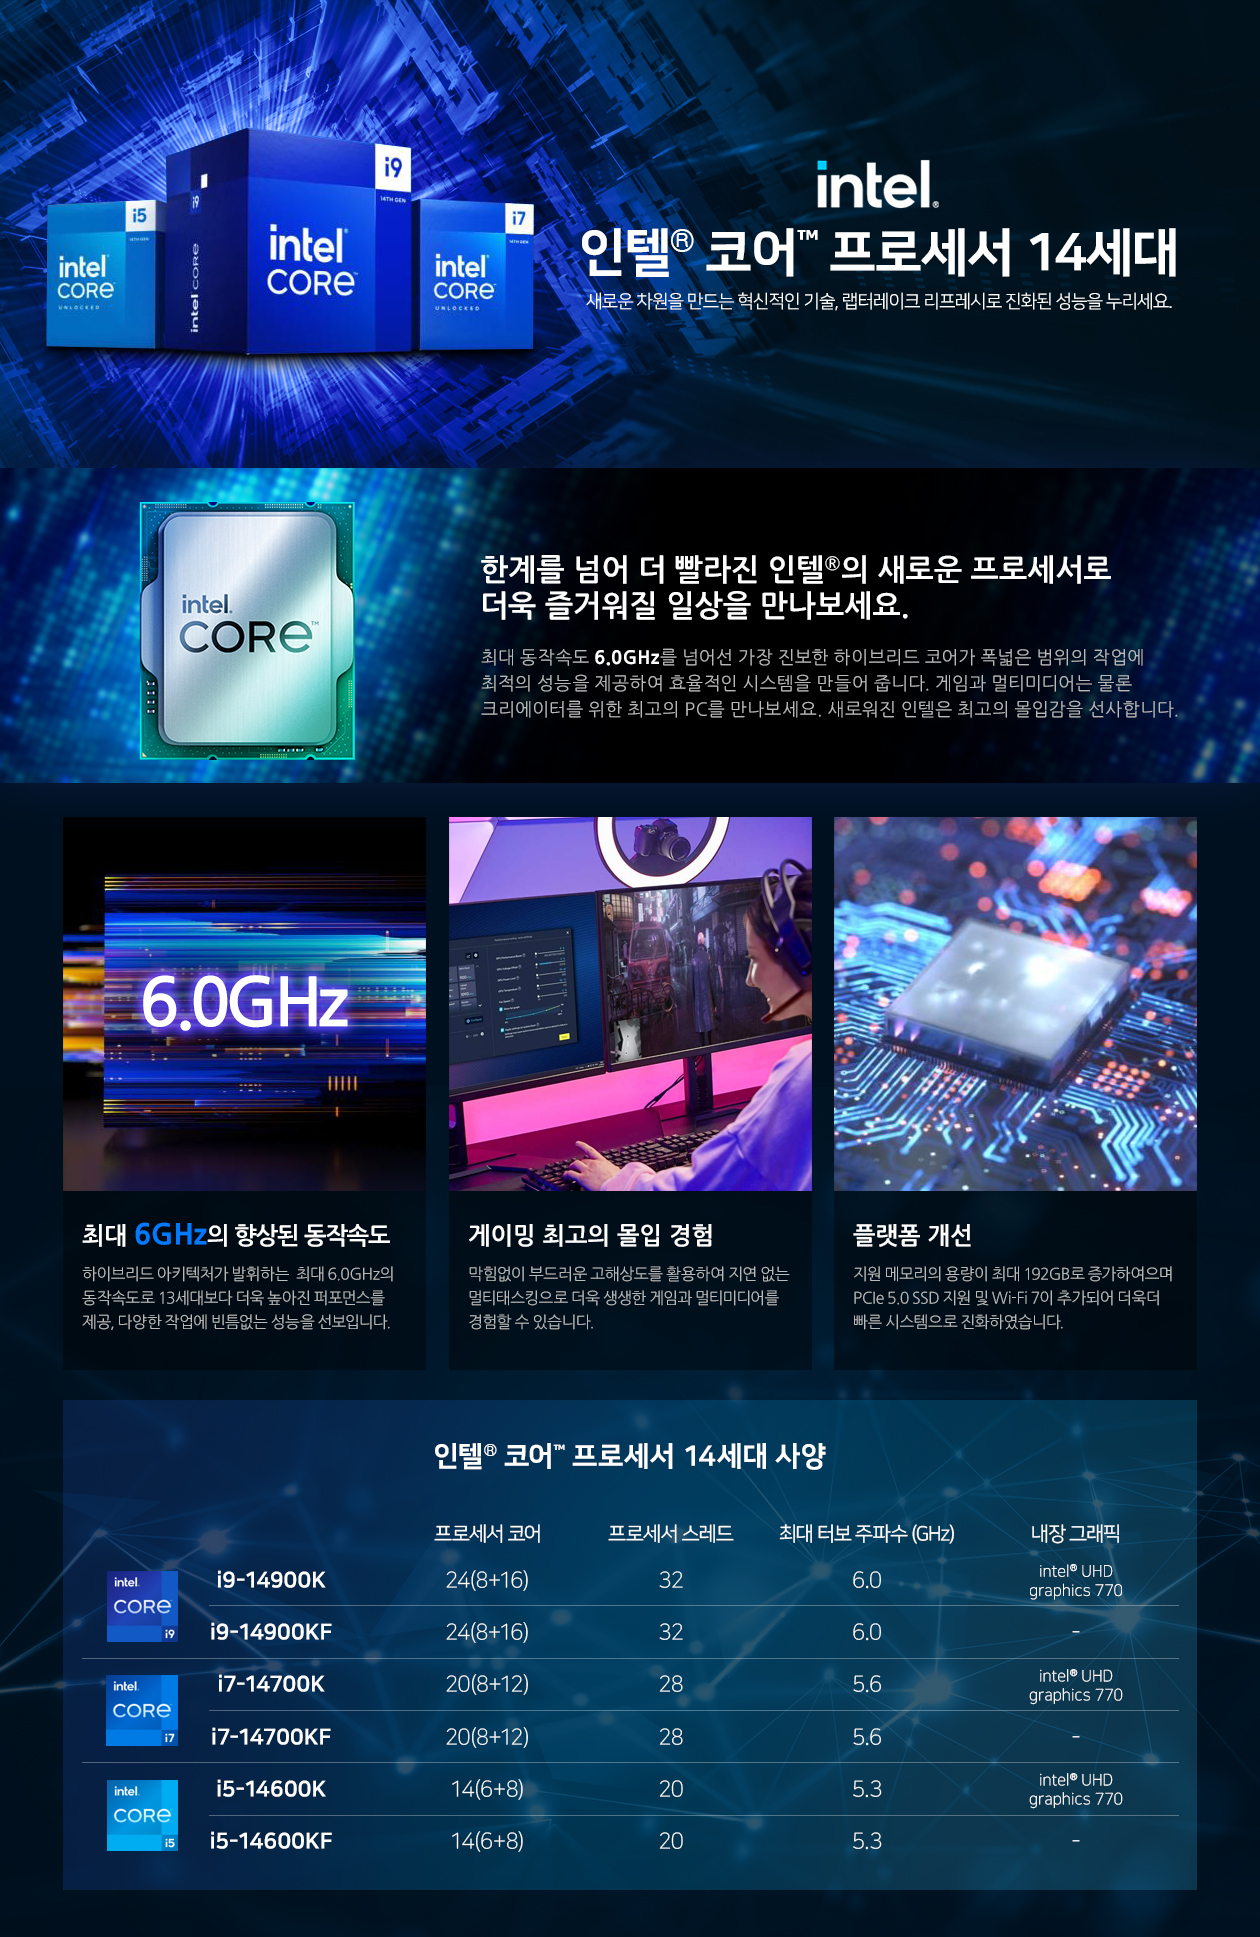 i9
14TH GEN
i5
14TH GEN
i9
i7
14TH GEN
intel
CORE
UNLOCKED
intel CORE
intel
CORE
intel
CORE
UNLOCKED
intel.
인텔® 코어™ 프로세서 14세대
새로운 차원을 만드는 혁신적인 기술, 랩터레이크 리프레시로 진화된 성능을 누리세요.
intel.
CORE™
한계를 넘어 더 빨라진 인텔®의 새로운 프로세서로
더욱 즐거워질 일상을 만나보세요.
최대 동작속도 6.0GHz를 넘어선 가장 진보한 하이브리드 코어가 폭넓은 범위의 작업에
최적의 성능을 제공하여 효율적인 시스템을 만들어 줍니다. 게임과 멀티미디어는 물론
크리에이터를 위한 최고의 PC를 만나보세요. 새로워진 인텔은 최고의 몰입감을 선사합니다.
6.0GHz
최대 6GHz의 향상된 동작속도
하이브리드 아키텍처가 발휘하는 최대 6.0GHz의
동작속도로 13세대보다 더욱 높아진 퍼포먼스를
제공, 다양한 작업에 빈틈없는 성능을 선보입니다.
게이밍 최고의 몰입 경험
막힘없이 부드러운 고해상도를 활용하여 지연 없는
멀티태스킹으로 더욱 생생한 게임과 멀티미디어를
경험할 수 있습니다.
플랫폼 개선
지원 메모리의 용량이 최대 192GB로 증가하였으며
PCIe 5.0 SSD 지원 및 Wi-Fi 7이 추가되어 더욱더
빠른 시스템으로 진화하였습니다.
인텔® 코어™ 프로세서 14세대 사양
프로세서 코어 프로세서 스레드 최대 터보 주파수 (GHz) 내장 그래픽
intel
CORE
i9
i9-14900K 24(8+16) 32 6.0 intel® UHD
graphics 770
i9-14900KF 24(8+16) 32 6.0 -
intel
CORE
i7
i7-14700K 20(8+12) 28 5.6 intel® UHD
graphics 770
i7-14700KF 20(8+12) 28 5.6 -
intel
CORE
i5
i5-14600K 14(6+8) 20 5.3 intel® UHD
graphics 770
i5-14600KF 14(6+8) 20 5.3 -